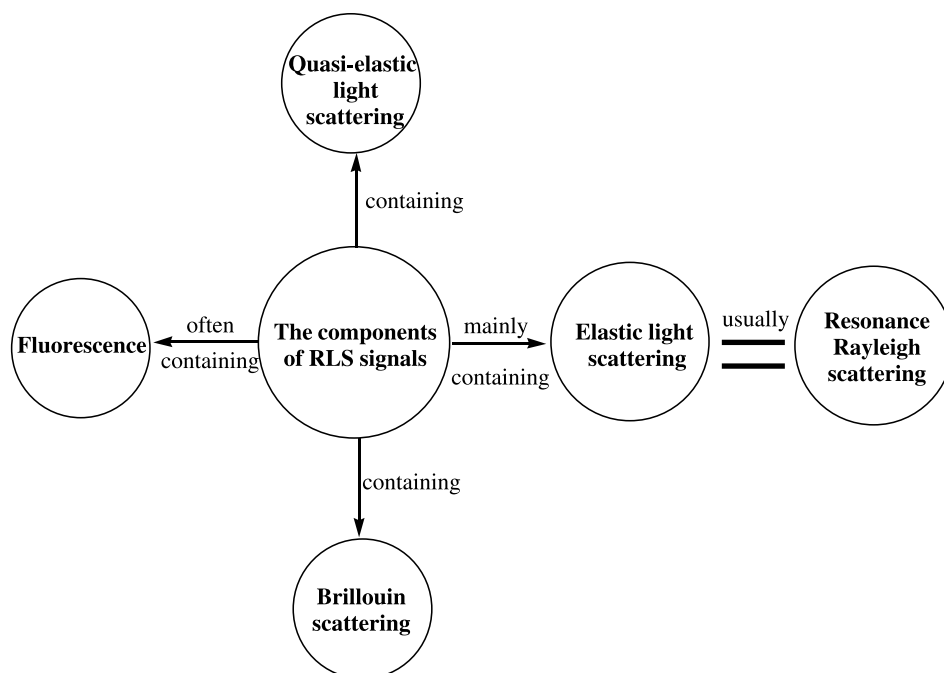 Quasi-elastic
light
scattering
containing
Fluorescence
often
containing
The components
of RLS signals
mainly
containing
Elastic light
scattering
usually
Resonance
Rayleigh
scattering
containing
Brillouin
scattering